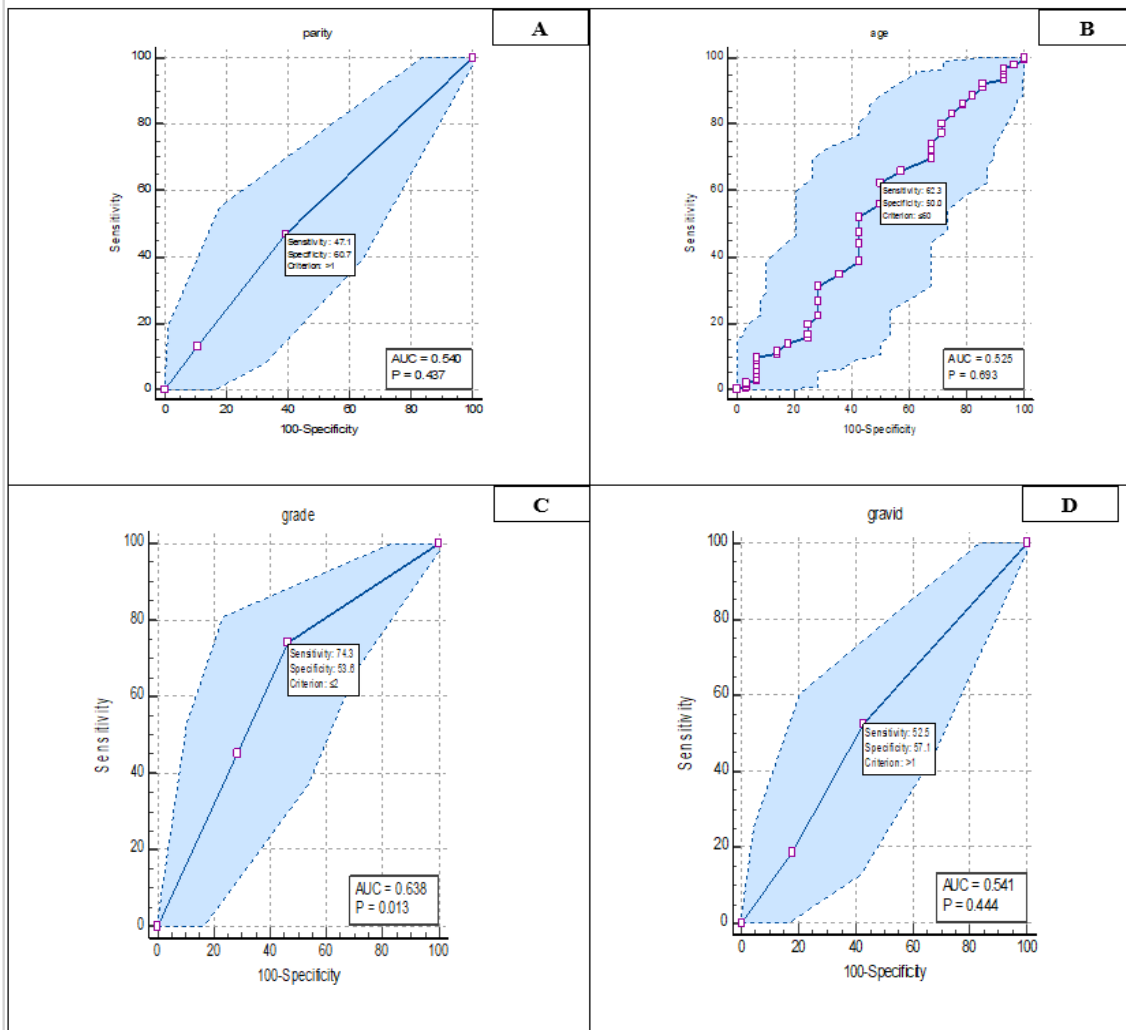 A
parity
100
80
60
40
20
0
Sensitivity
Sensitivity: 47.1
Specificity: 60.7
Criterion: >1
AUC = 0.540
P = 0.437
0 20 40 60 80 100
100-Specificity
B
age
100
80
60
40
20
0
Sensitivity
Sensitivity: 62.3
Specificity: 50.0
Criterion: ≤60
AUC = 0.525
P = 0.693
0 20 40 60 80 100
100-Specificity
C
grade
100
80
60
40
20
0
Sensitivity
Sensitivity: 74.3
Specificity: 53.6
Criterion: ≤2
AUC = 0.638
P = 0.013
0 20 40 60 80 100
100-Specificity
D
gravid
100
80
60
40
20
0
Sensitivity
Sensitivity: 52.5
Specificity: 57.1
Criterion: >1
AUC = 0.541
P = 0.444
0 20 40 60 80 100
100-Specificity